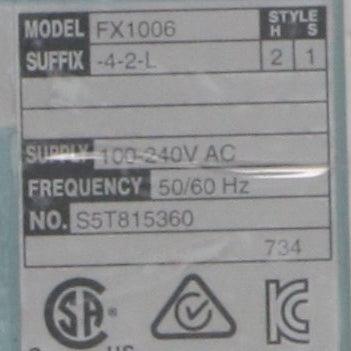 MODEL FX1006 STYLE
H S
SUFFIX -4-2-L 2 1
SUPPLY 100-240V AC
FREQUENCY 50/60 Hz
NO. S5T815360
734
SA ®